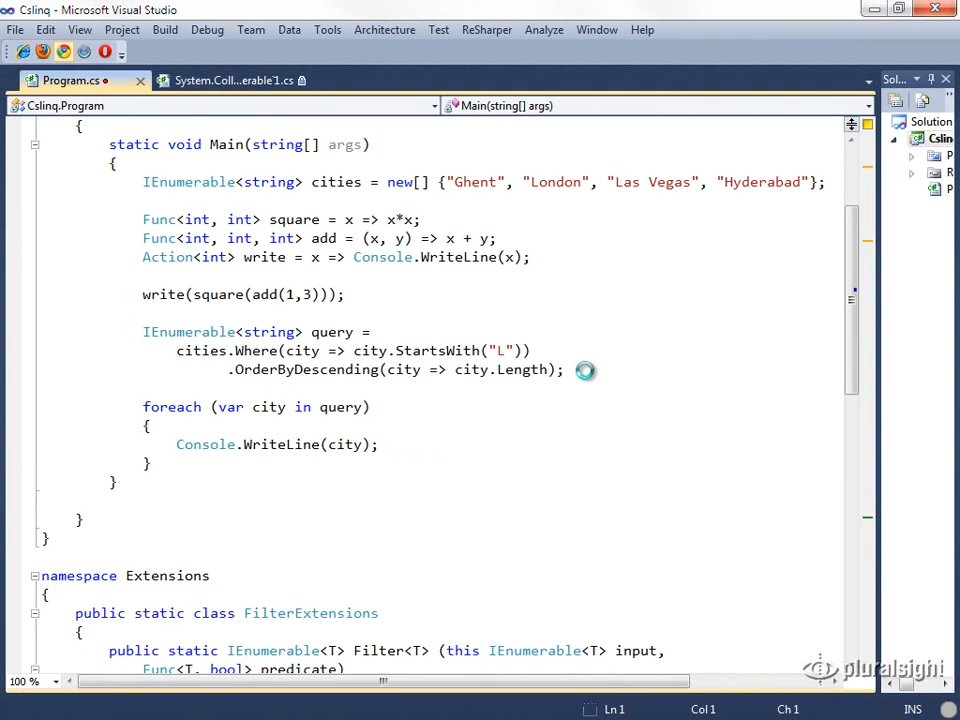 Cslinq - Microsoft Visual Studio
File Edit View Project Build Debug Team Data Tools Architecture Test ReSharper Analyze Window Help
Program.cs System.Coll...erable`1.cs Sol...
Cslinq.Program Main(string[] args)
Solution
Cslin
P
R
P
{
static void Main(string[] args)
{
IEnumerable<string> cities = new[] {"Ghent", "London", "Las Vegas", "Hyderabad"};
Func<int, int> square = x => x*x;
Func<int, int, int> add = (x, y) => x + y;
Action<int> write = x => Console.WriteLine(x);
write(square(add(1,3)));
IEnumerable<string> query =
cities.Where(city => city.StartsWith("L"))
.OrderByDescending(city => city.Length);
foreach (var city in query)
{
Console.WriteLine(city);
}
}
}
}
namespace Extensions
{
public static class FilterExtensions
{
public static IEnumerable<T> Filter<T> (this IEnumerable<T> input,
Func<T, bool> predicate)
100 %
pluralsight
Ln 1 Col 1 Ch 1 INS